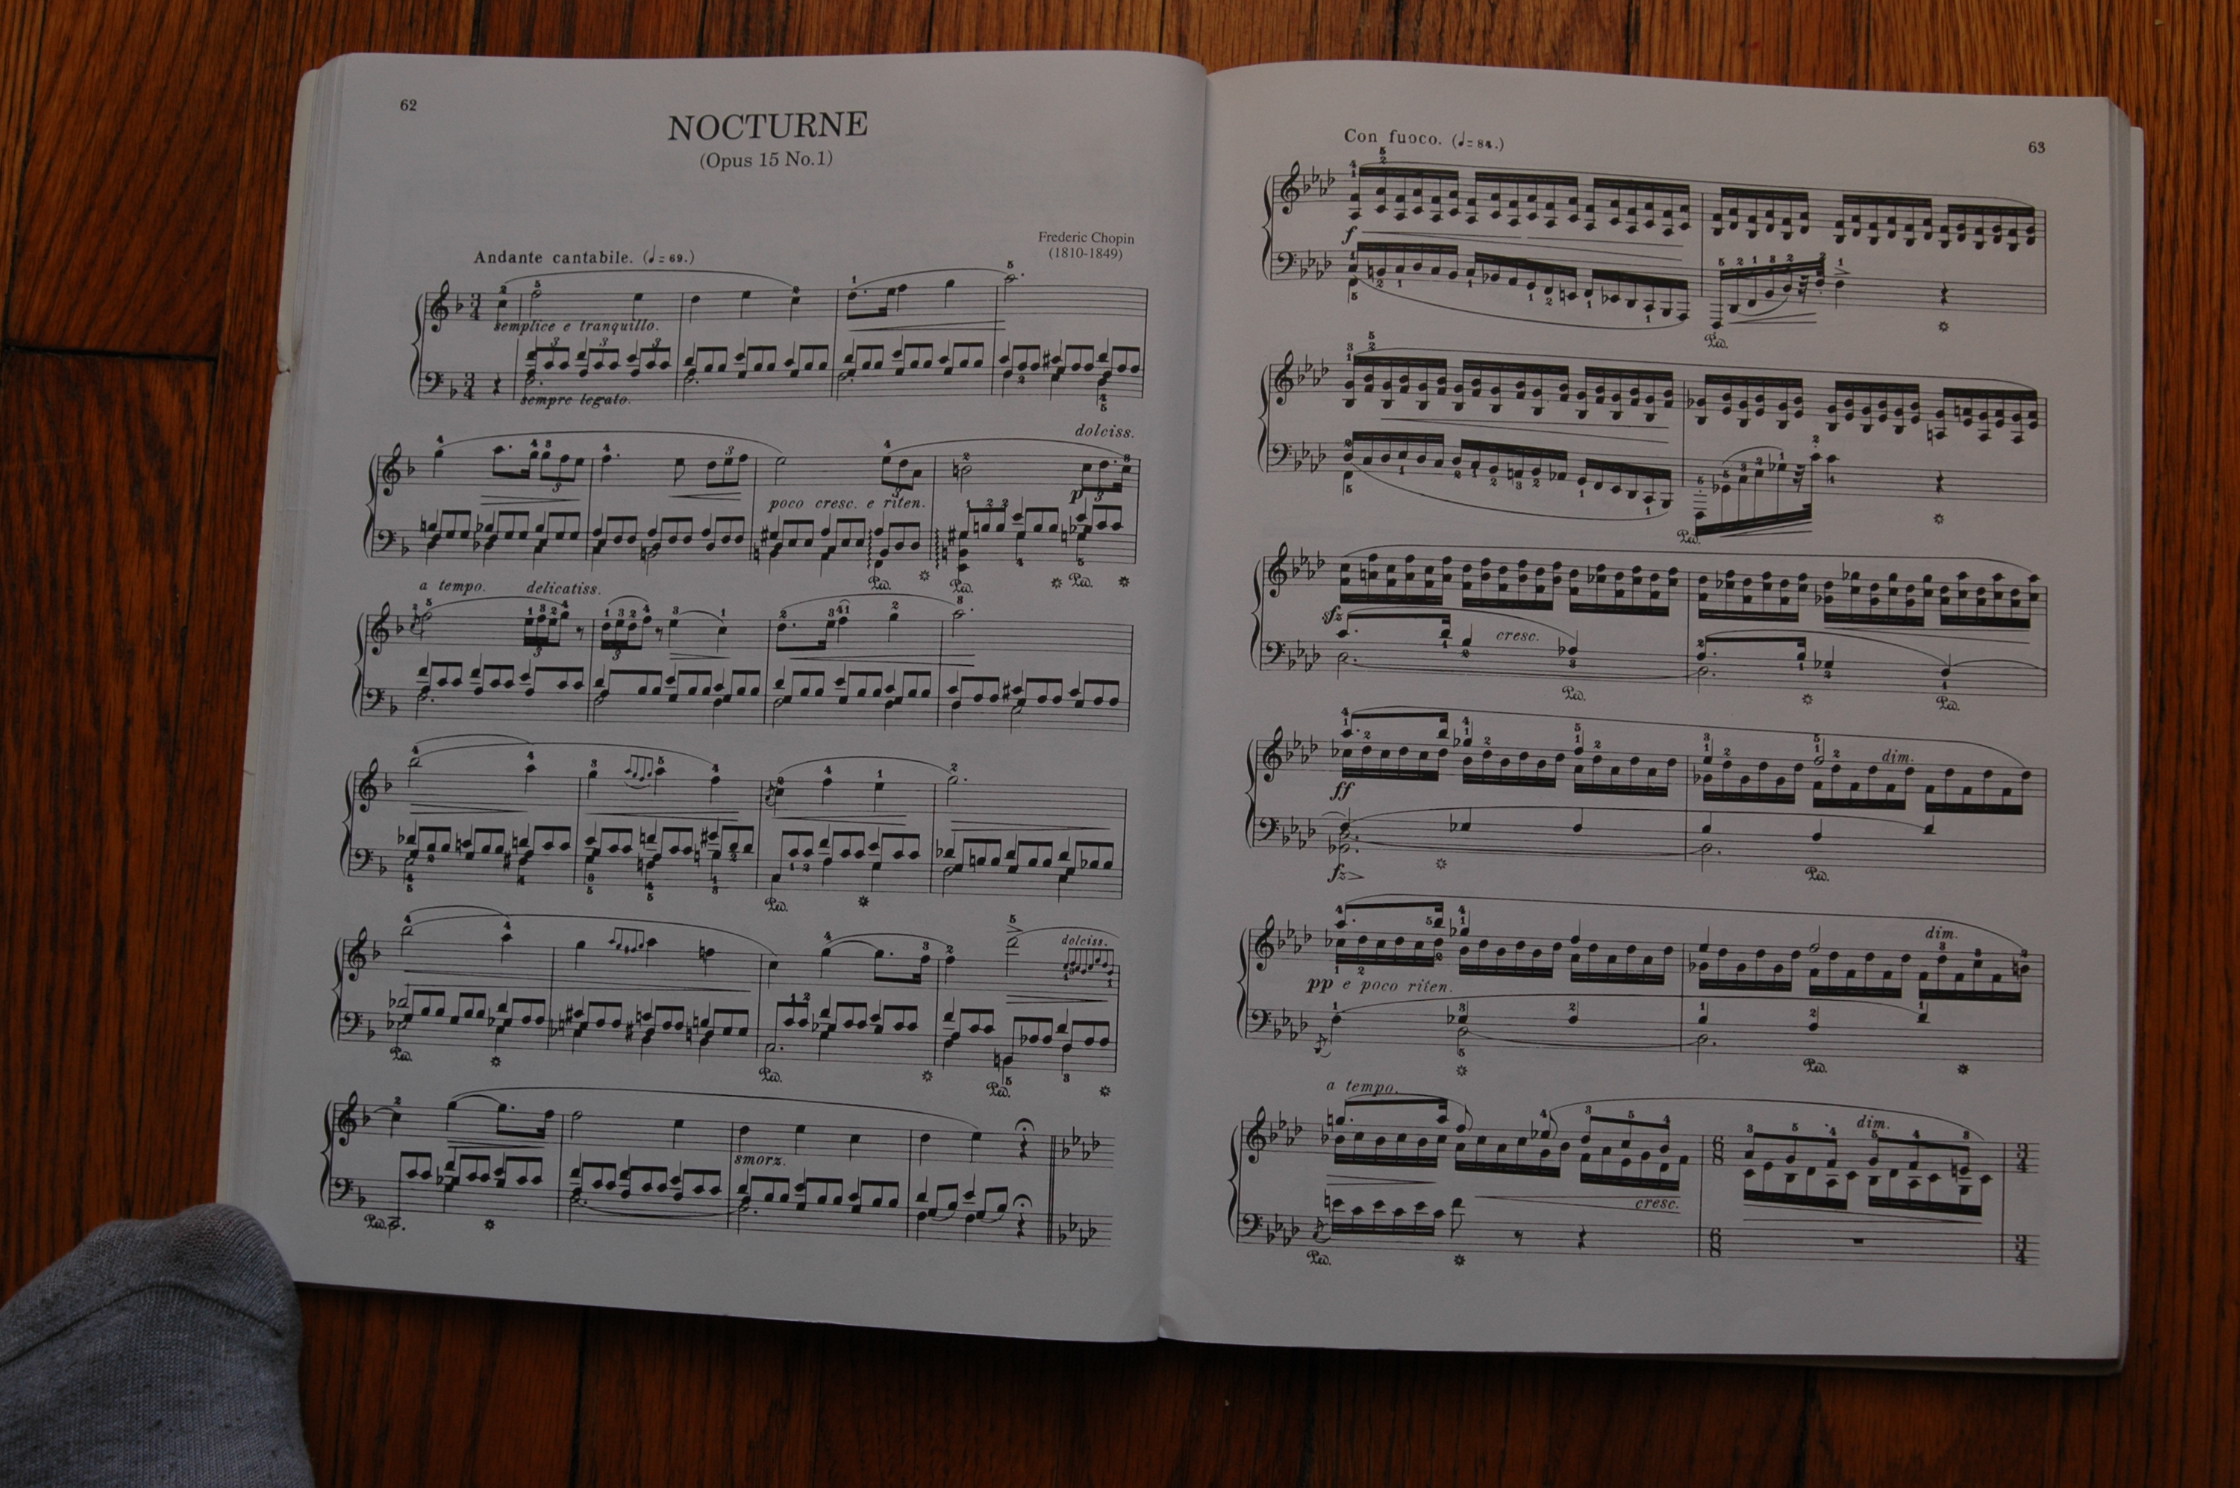 62
NOCTURNE
(Opus 15 No.1)
Frederic Chopin
(1810-1849)
Andante cantabile. (♩=69.)
semplice e tranquillo.
sempre legato.
dolciss.
poco cresc. e riten.
p
a tempo.
delicatiss.
dolciss.
smorz.
63
Con fuoco. (♩=84.)
f
cresc.
sfz
dim.
ff
fz
dim.
pp e poco riten.
a tempo.
dim.
cresc.